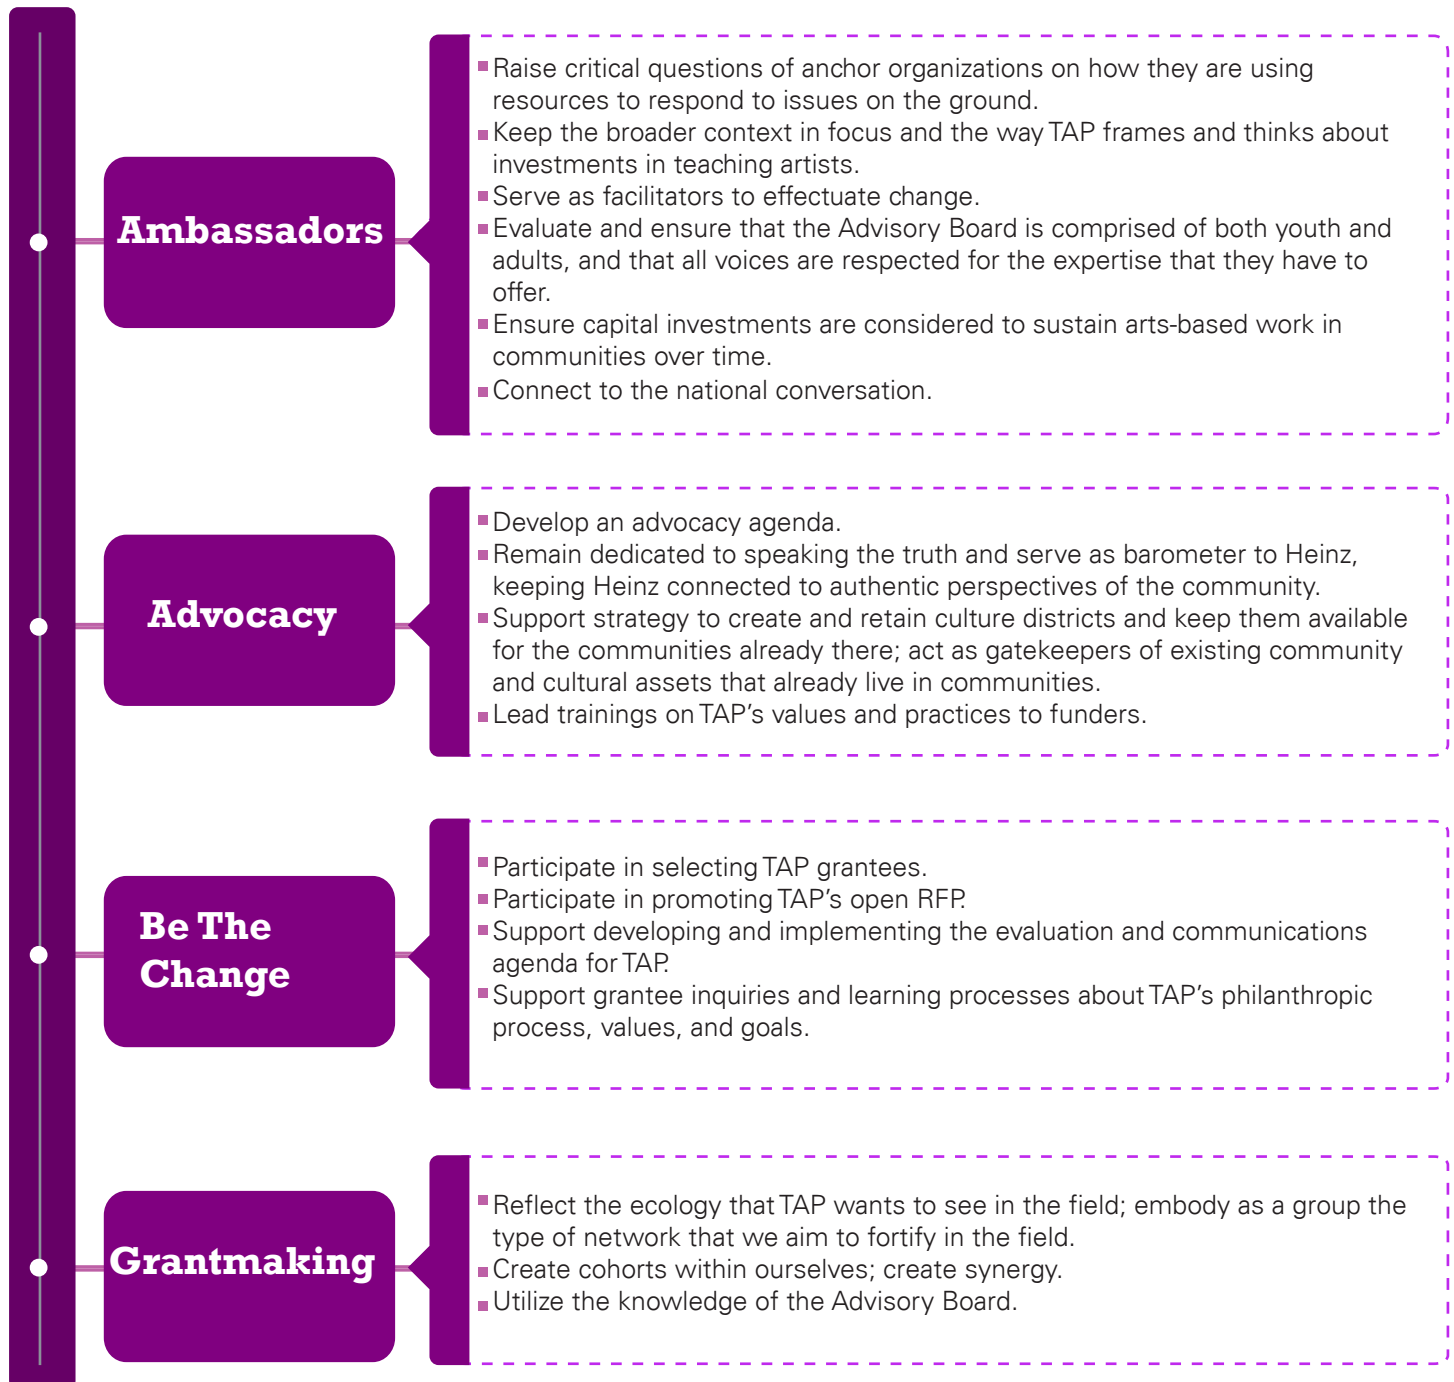 Ambassadors
Raise critical questions of anchor organizations on how they are using
resources to respond to issues on the ground.
Keep the broader context in focus and the way TAP frames and thinks about
investments in teaching artists.
Serve as facilitators to effectuate change.
Evaluate and ensure that the Advisory Board is comprised of both youth and
adults, and that all voices are respected for the expertise that they have to
offer.
Ensure capital investments are considered to sustain arts-based work in
communities over time.
Connect to the national conversation.
Advocacy
Develop an advocacy agenda.
Remain dedicated to speaking the truth and serve as barometer to Heinz,
keeping Heinz connected to authentic perspectives of the community.
Support strategy to create and retain culture districts and keep them available
for the communities already there; act as gatekeepers of existing community
and cultural assets that already live in communities.
Lead trainings on TAP's values and practices to funders.
Be The
Change
Participate in selecting TAP grantees.
Participate in promoting TAP's open RFP.
Support developing and implementing the evaluation and communications
agenda for TAP.
Support grantee inquiries and learning processes about TAP's philanthropic
process, values, and goals.
Grantmaking
Reflect the ecology that TAP wants to see in the field; embody as a group the
type of network that we aim to fortify in the field.
Create cohorts within ourselves; create synergy.
Utilize the knowledge of the Advisory Board.